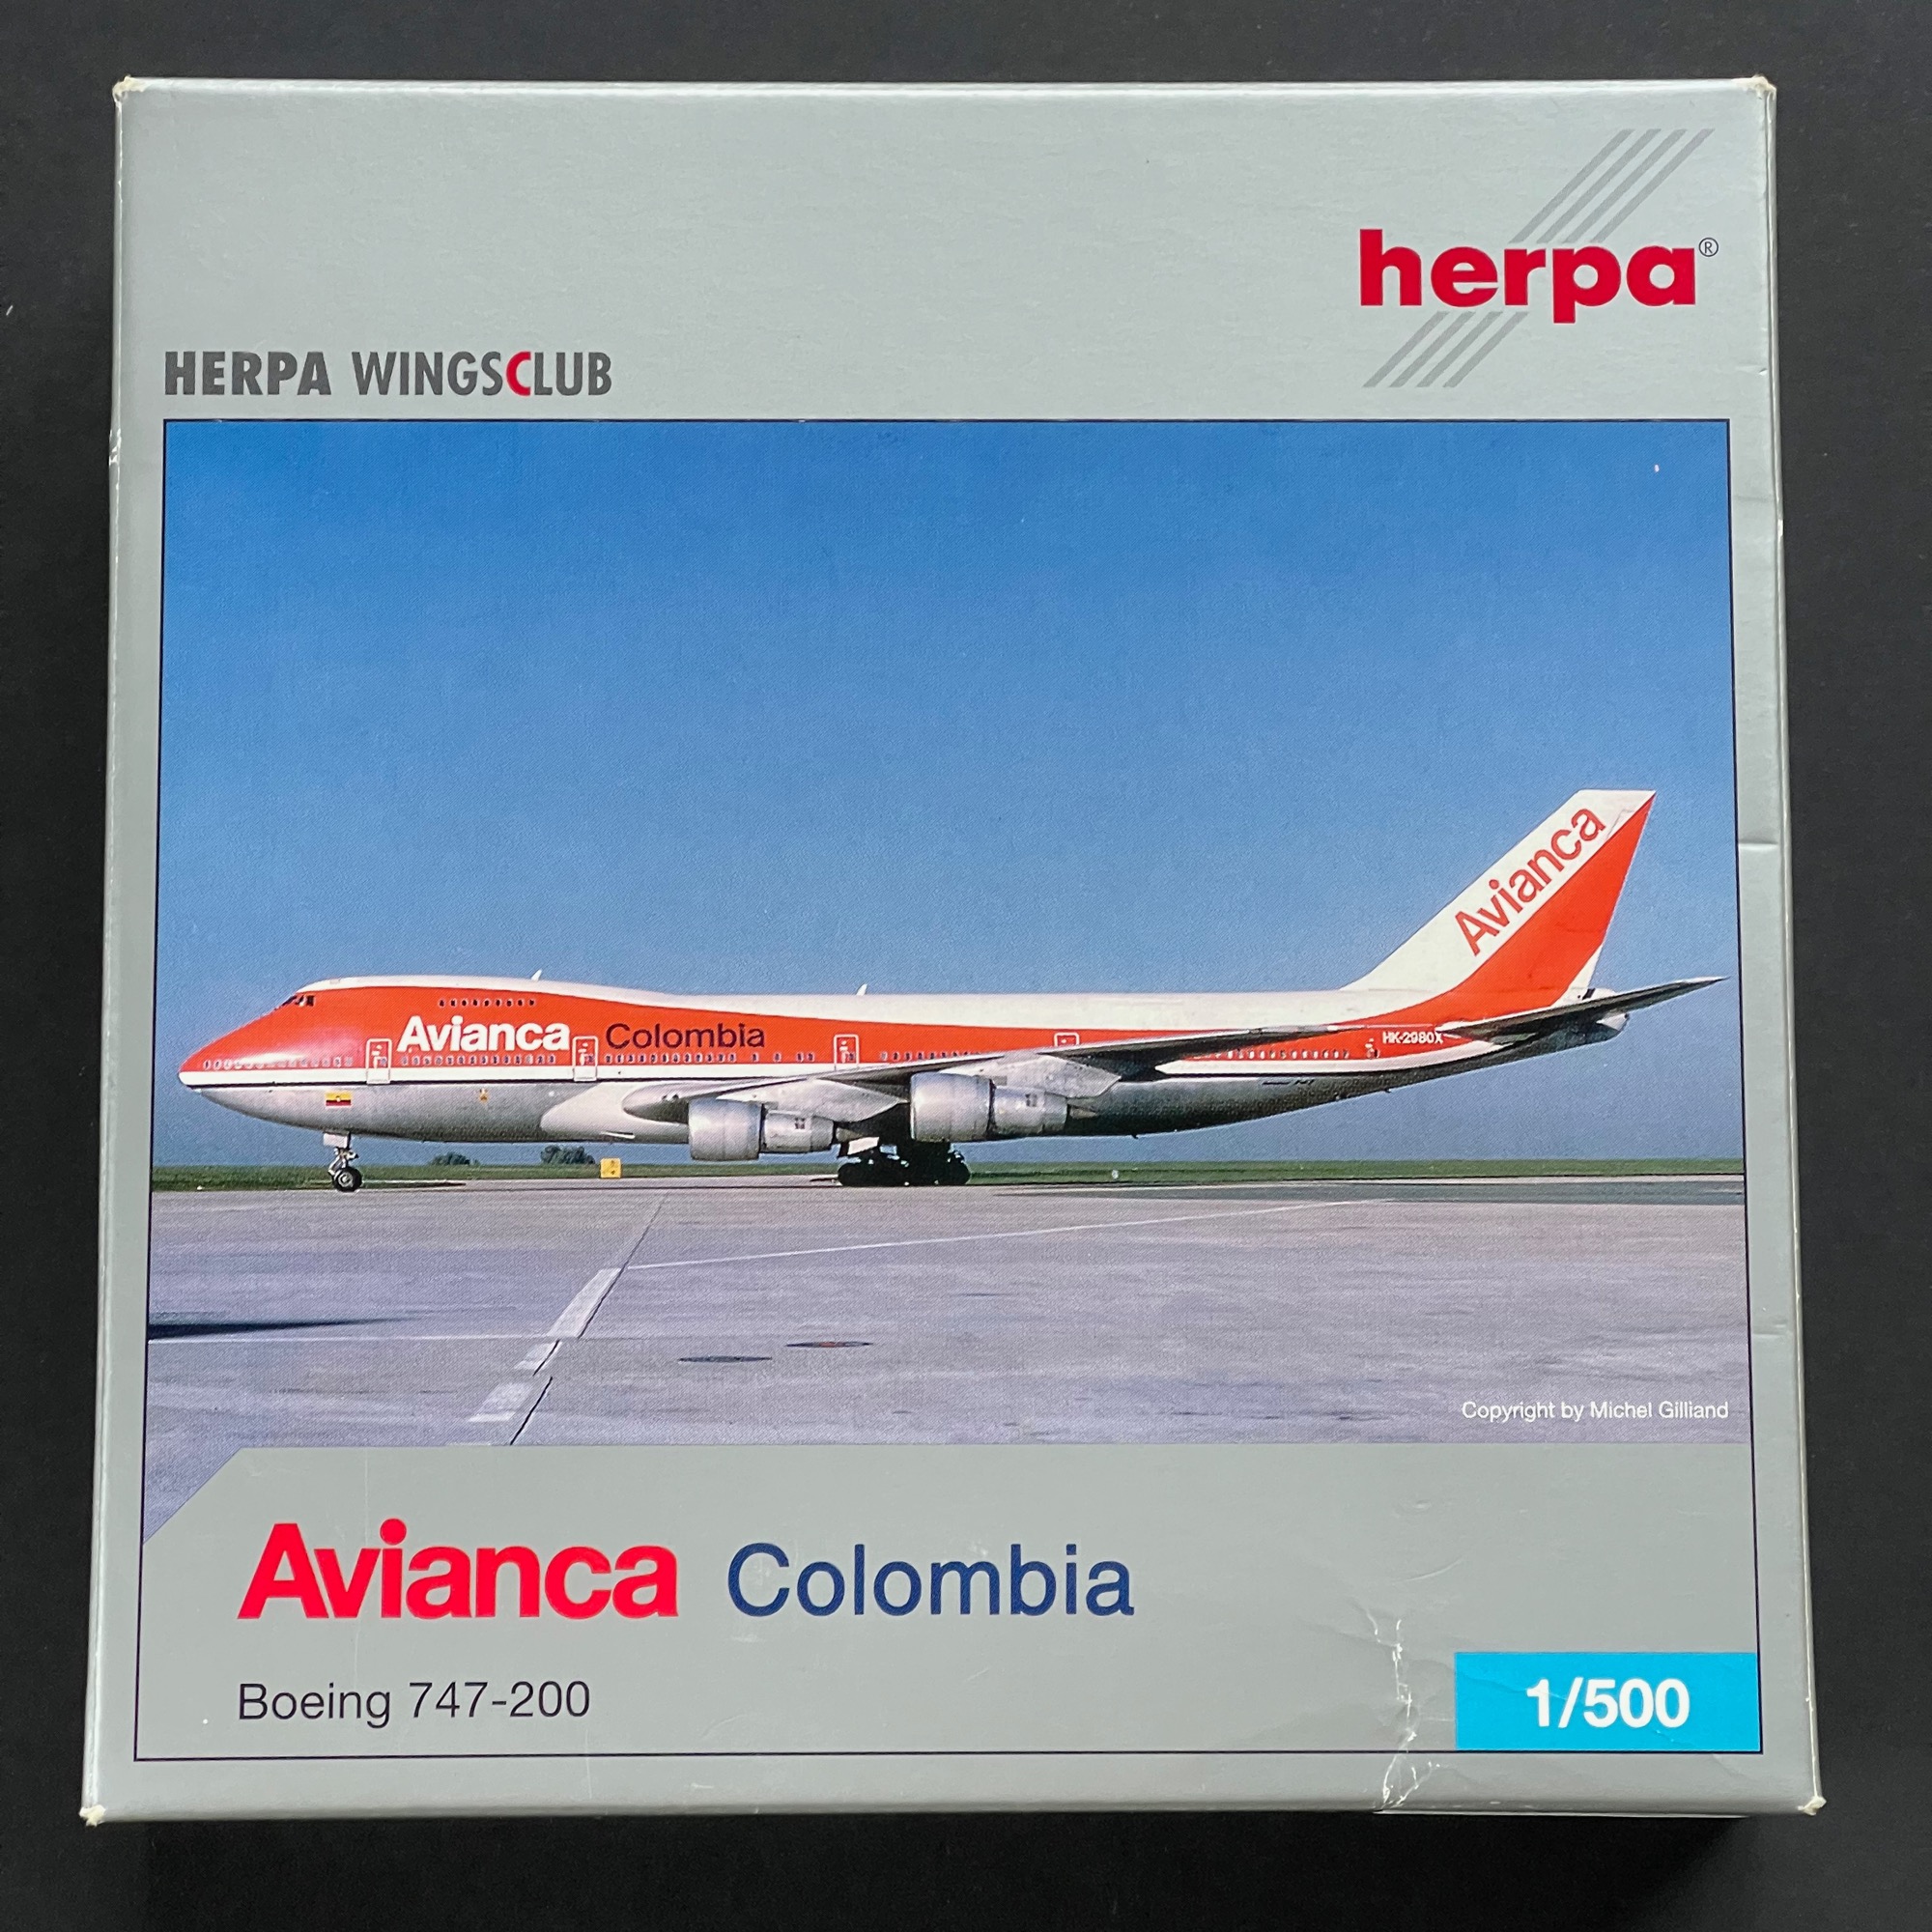 herpa®
HERPA WINGSCLUB
Avianca
Avianca Colombia
HK-2980X
Copyright by Michel Gilliand
Avianca Colombia
Boeing 747-200
1/500